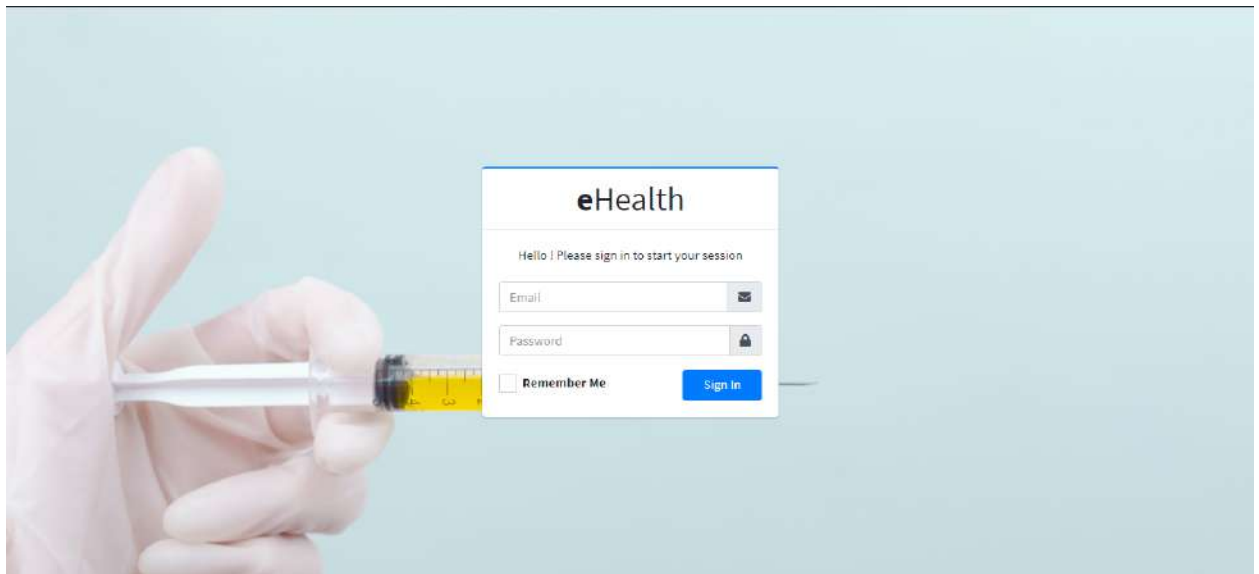 eHealth
Hello ! Please sign in to start your session
Email
Password
Remember Me
Sign In